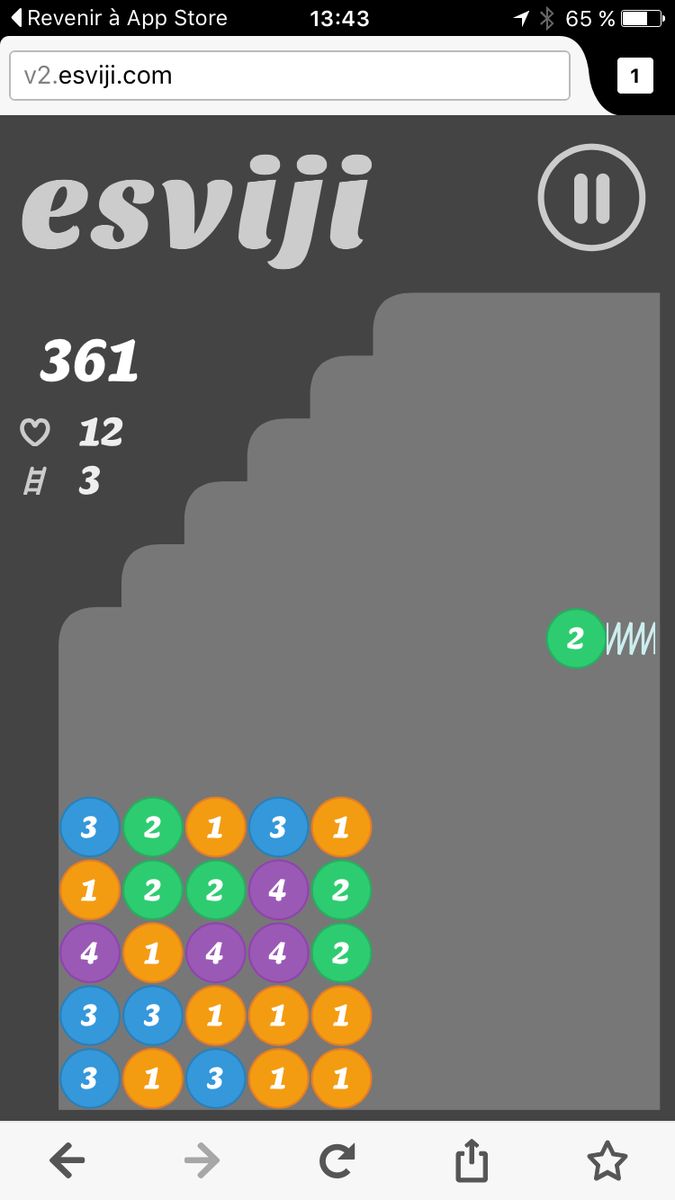 Revenir à App Store 13:43 65 %
v2.esviji.com 1
esviji
361
12
3
2
3 2 1 3 1
1 2 2 4 2
4 1 4 4 2
3 3 1 1 1
3 1 3 1 1